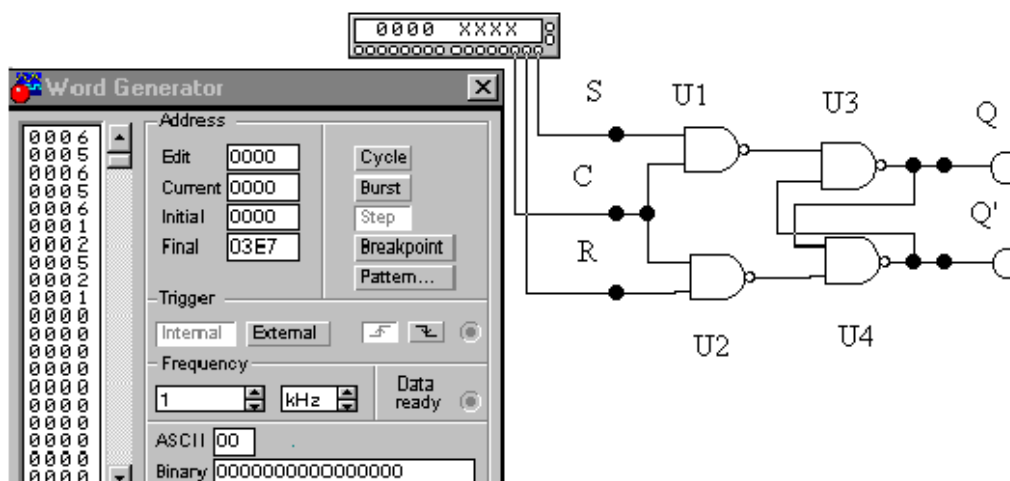 0000 XXXX
Word Generator
0006
0005
0006
0005
0006
0001
0002
0005
0002
0001
0000
0000
0000
0000
0000
0000
0000
0000
0000
0000
Address
Edit 0000
Current 0000
Initial 0000
Final 03E7
Cycle
Burst
Step
Breakpoint
Pattern...
Trigger
Internal External
Frequency
1 kHz
Data
ready
ASCII 00
Binary 0000000000000000
S U1 U3 Q
C
R Q'
U2 U4